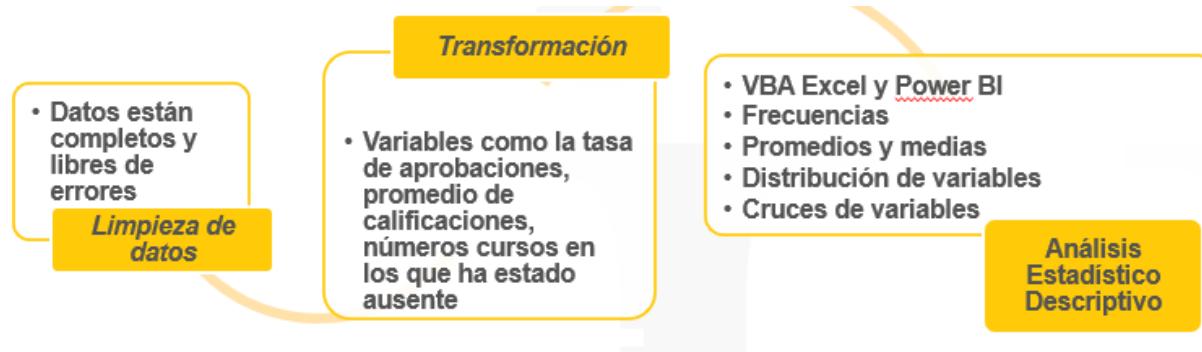 • Datos están
completos y
libres de
errores
Limpieza de
datos
Transformación
• Variables como la tasa
de aprobaciones,
promedio de
calificaciones,
números cursos en
los que ha estado
ausente
• VBA Excel y Power BI
• Frecuencias
• Promedios y medias
• Distribución de variables
• Cruces de variables
Análisis
Estadístico
Descriptivo